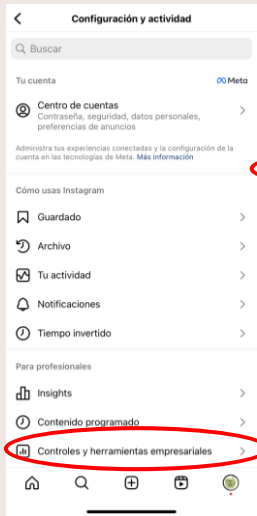 Configuración y actividad
Buscar
Tu cuenta
Meta
Centro de cuentas
Contraseña, seguridad, datos personales,
preferencias de anuncios
Administra tus experiencias conectadas y la configuración de la
cuenta en las tecnologías de Meta. Más información
Cómo usas Instagram
Guardado
Archivo
Tu actividad
Notificaciones
Tiempo invertido
Para profesionales
Insights
Contenido programado
Controles y herramientas empresariales